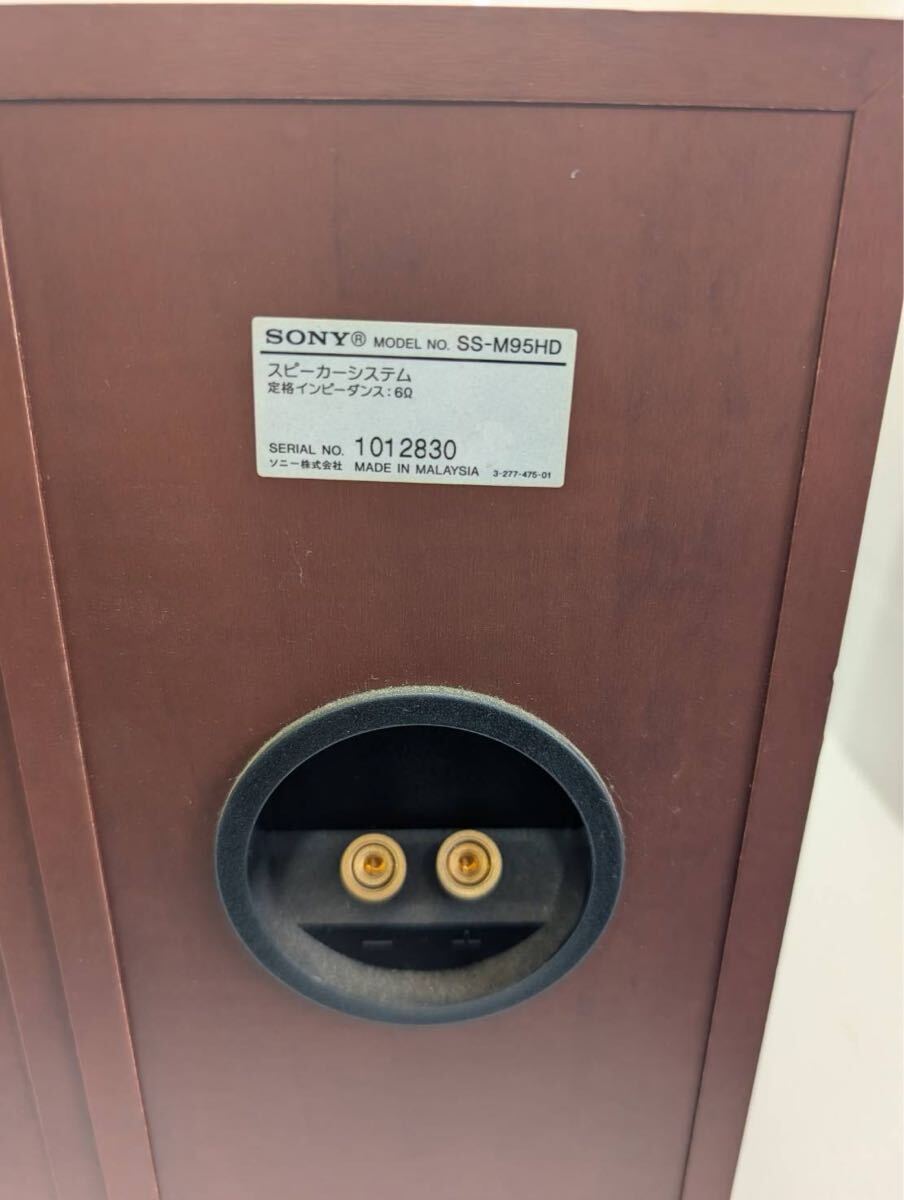 SONY® MODEL NO. SS-M95HD
スピーカーシステム
定格インピーダンス:6Ω
SERIAL NO. 1012830
ソニー株式会社 MADE IN MALAYSIA 3-277-475-01
− +